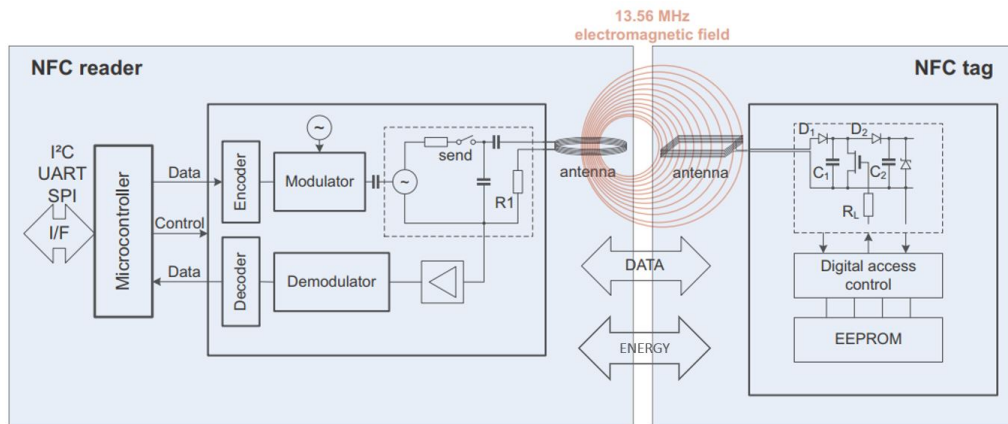 13.56 MHz
electromagnetic field
NFC reader
NFC tag
I²C
UART
SPI
I/F
Microcontroller
Data
Control
Data
Encoder
Modulator
~
~
send
R1
Decoder
Demodulator
antenna
antenna
DATA
ENERGY
D₁
D₂
C₁
C₂
R_L
Digital access
control
EEPROM